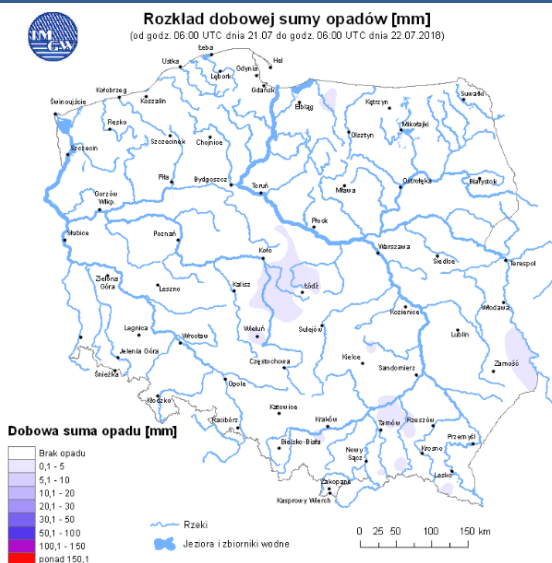 IM
GW
Rozkład dobowej sumy opadów [mm]
(od godz. 06:00 UTC dnia 21.07 do godz. 06:00 UTC dnia 22.07.2018)
Łeba
Ustka
Lębork
Gdynia
Hel
Gdańsk
Kołobrzeg
Koszalin
Świnoujście
Elbląg
Kętrzyn
Suwałki
Resko
Szczecinek
Chojnice
Olsztyn
Mikołajki
Szczecin
Piła
Bydgoszcz
Toruń
Mława
Ostrołęka
Białystok
Gorzów
Wlkp.
Płock
Słubice
Poznań
Koło
Warszawa
Siedlce
Terespol
Zielona
Góra
Leszno
Kalisz
Łódź
Kozienice
Włodawa
Legnica
Wrocław
Wieluń
Sulejów
Lublin
Jelenia Góra
Częstochowa
Kielce
Zamość
Śnieżka
Opole
Sandomierz
Kłodzko
Katowice
Racibórz
Kraków
Tarnów
Rzeszów
Bielsko-Biała
Nowy
Sącz
Krosno
Przemyśl
Lesko
Zakopane
Kasprowy Wierch
Dobowa suma opadu [mm]
Brak opadu
0,1 - 5
5,1 - 10
10,1 - 20
20,1 - 30
30,1 - 50
50,1 - 100
100,1 - 150
ponad 150,1
Rzeki
Jeziora i zbiorniki wodne
0 25 50 100 150 km